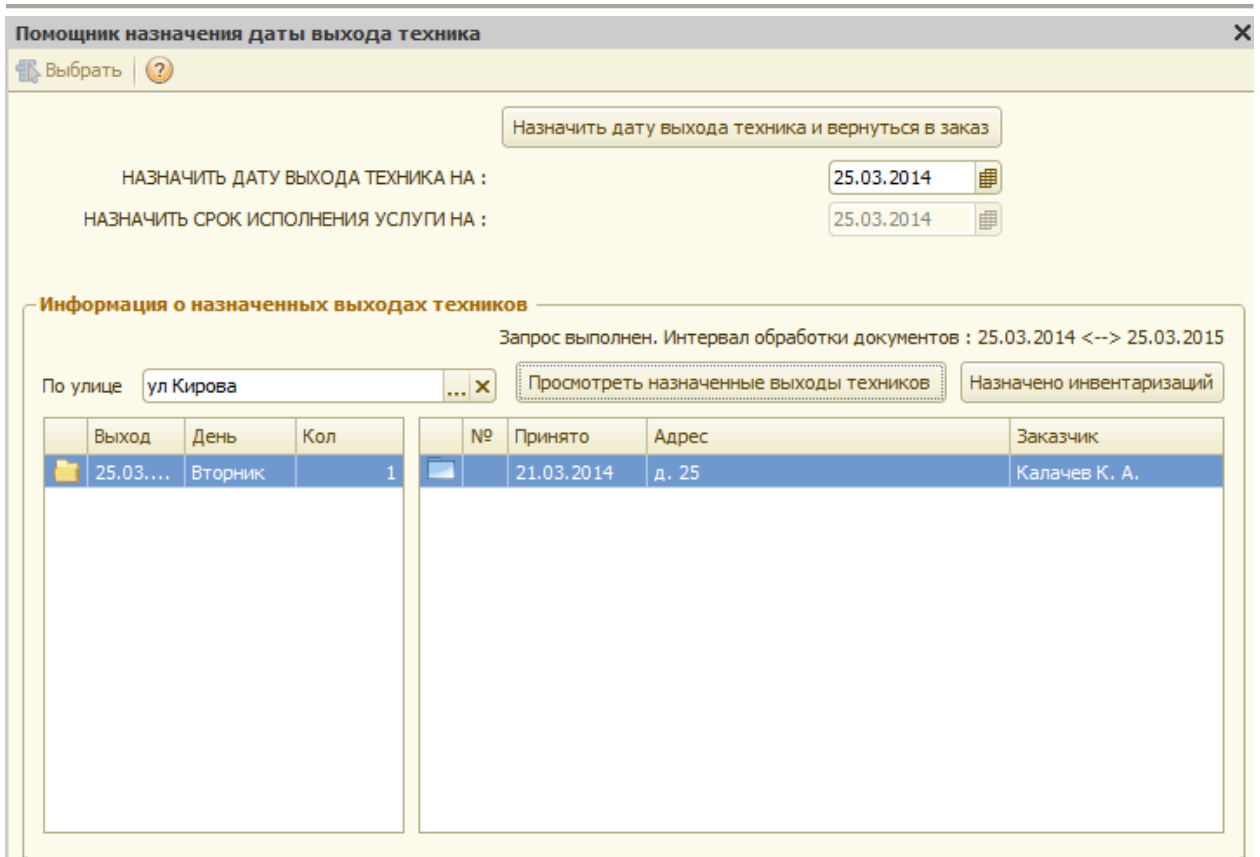 Помощник назначения даты выхода техника
Выбрать ?
Назначить дату выхода техника и вернуться в заказ
НАЗНАЧИТЬ ДАТУ ВЫХОДА ТЕХНИКА НА : 25.03.2014
НАЗНАЧИТЬ СРОК ИСПОЛНЕНИЯ УСЛУГИ НА : 25.03.2014
Информация о назначенных выходах техников
Запрос выполнен. Интервал обработки документов : 25.03.2014 <--> 25.03.2015
По улице ул Кирова ... x Просмотреть назначенные выходы техников Назначено инвентаризаций
Выход День Кол № Принято Адрес Заказчик
25.03.... Вторник 1 21.03.2014 д. 25 Калачев К. А.